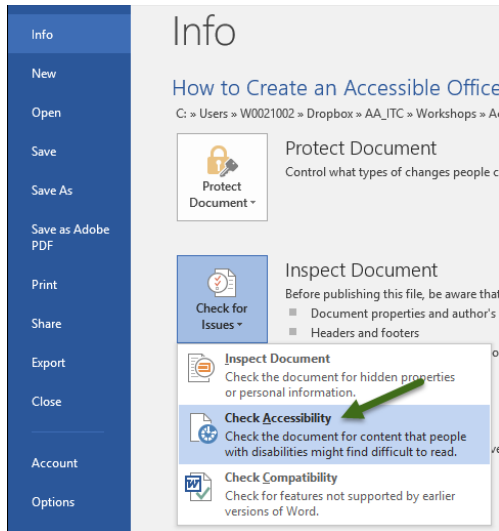 Info
New
Open
Save
Save As
Save as Adobe
PDF
Print
Share
Export
Close
Account
Options
Info
How to Create an Accessible Office
C: » Users » W0021002 » Dropbox » AA_ITC » Workshops »
Protect
Document
Protect Document
Control what types of changes people
Check for
Issues
Inspect Document
Before publishing this file, be aware that
Document properties and author's
Headers and footers
Inspect Document
Check the document for hidden properties
or personal information.
Check Accessibility
Check the document for content that people
with disabilities might find difficult to read.
Check Compatibility
Check for features not supported by earlier
versions of Word.